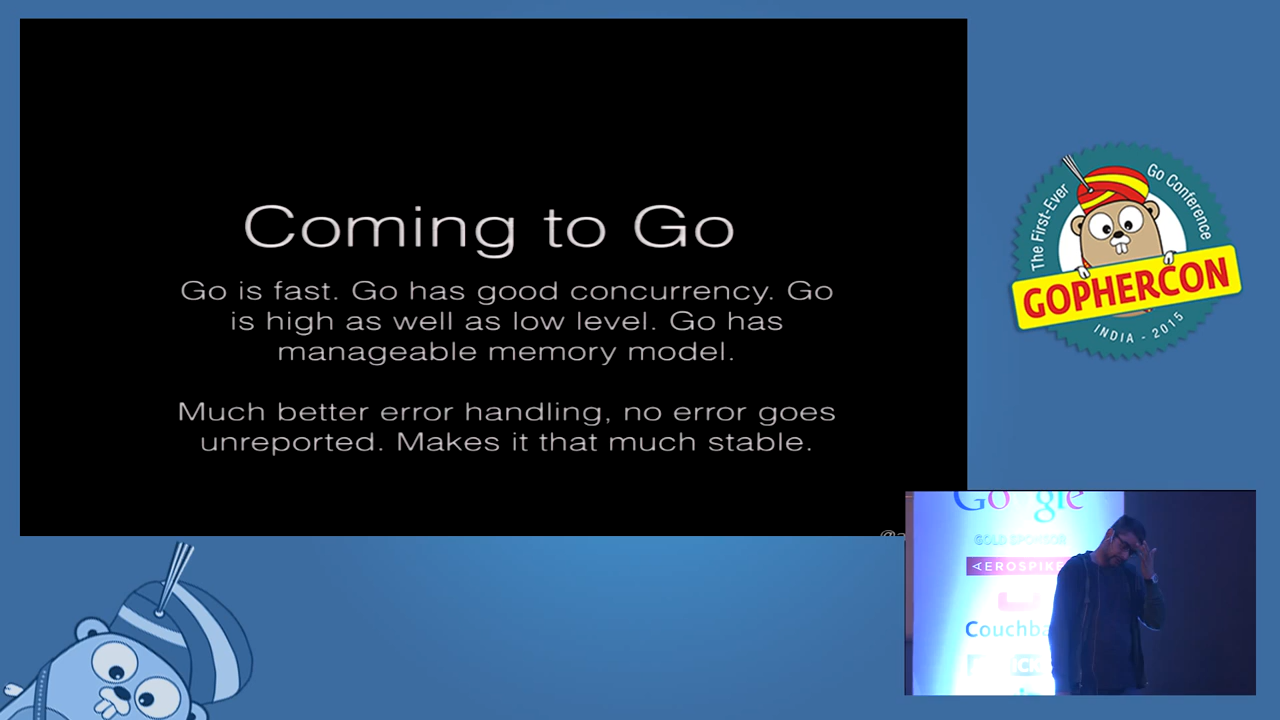 Coming to Go
Go is fast. Go has good concurrency. Go
is high as well as low level. Go has
manageable memory model.
Much better error handling, no error goes
unreported. Makes it that much stable.
The First-Ever
Go Conference
GOPHERCON
INDIA - 2015
Google
GOLD SPONSOR